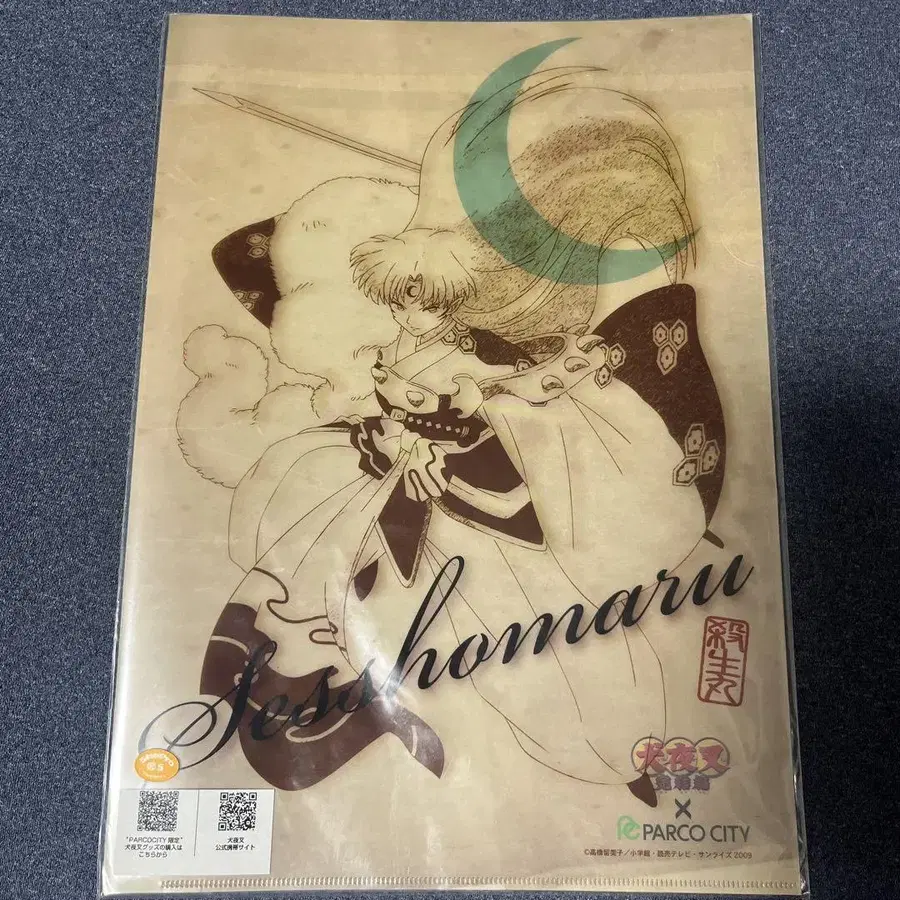 Sesshomaru
殺生丸
犬夜叉
完結編
×
PARCO CITY
©高橋留美子／小学館・読売テレビ・サンライズ 2009
"PARCOCITY 限定"
犬夜叉グッズの購入は
こちらから
犬夜叉
公式携帯サイト